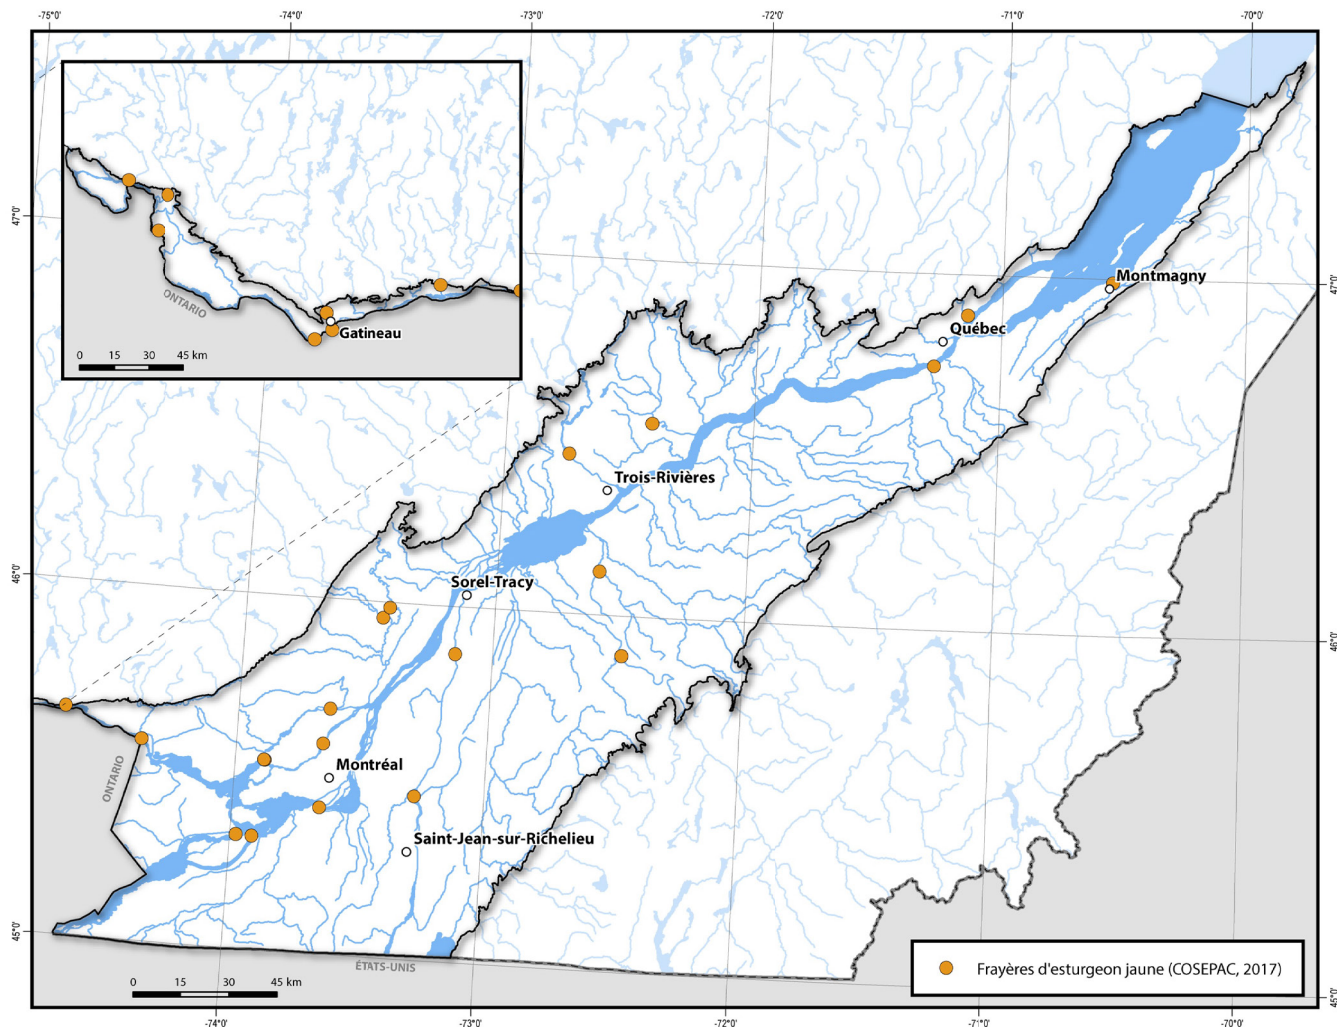 -75°0' -74°0' -73°0' -72°0' -71°0' -70°0'
47°0'
47°0'
ONTARIO
Gatineau
0 15 30 45 km
Montmagny
Québec
Trois-Rivières
Sorel-Tracy
46°0'
46°0'
ONTARIO
Montréal
Saint-Jean-sur-Richelieu
45°0'
45°0'
ÉTATS-UNIS
0 15 30 45 km
Frayères d'esturgeon jaune (COSEPAC, 2017)
-74°0' -73°0' -72°0' -71°0' -70°0'